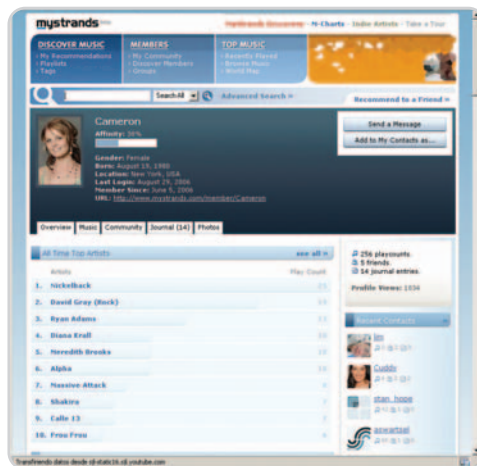 mystrands
MyStrands Discovery · M-Charts · Indie Artists · Take a Tour
DISCOVER MUSIC
MEMBERS
TOP MUSIC
› My Recommendations
› Playlists
› Tags
› My Community
› Discover Members
› Groups
› Recently Played
› Browse Music
› World Map
Search All
Advanced Search »
Recommend to a Friend »
Cameron
Affinity: 36%
Gender: Female
Born: August 19, 1980
Location: New York, USA
Last Login: August 29, 2006
Member Since: June 5, 2006
URL: http://www.mystrands.com/member/Cameron
Send a Message
Add to My Contacts as...
Overview
Music
Community
Journal (14)
Photos
All Time Top Artists
see all »
Artists
Play Count
1. Nickelback
2. David Gray (Rock)
3. Ryan Adams
4. Diana Krall
5. Meredith Brooks
6. Alpha
7. Massive Attack
8. Shakira
9. Calle 13
10. Frou Frou
256 playcounts.
5 friends.
14 journal entries.
Profile Views: 1034
Recent Contacts
jm
Cuddy
stan_hope
aswartsel
Transfiriendo datos desde sjl-static16.sjl.youtube.com